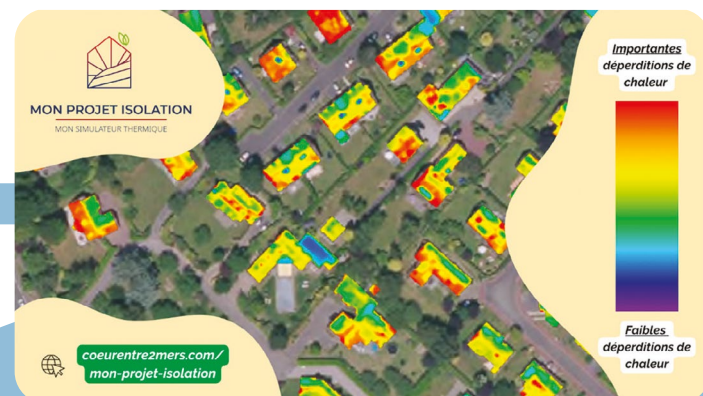 MON PROJET ISOLATION
MON SIMULATEUR THERMIQUE
Importantes
déperditions de
chaleur
Faibles
déperditions de
chaleur
coeurentre2mers.com/
mon-projet-isolation